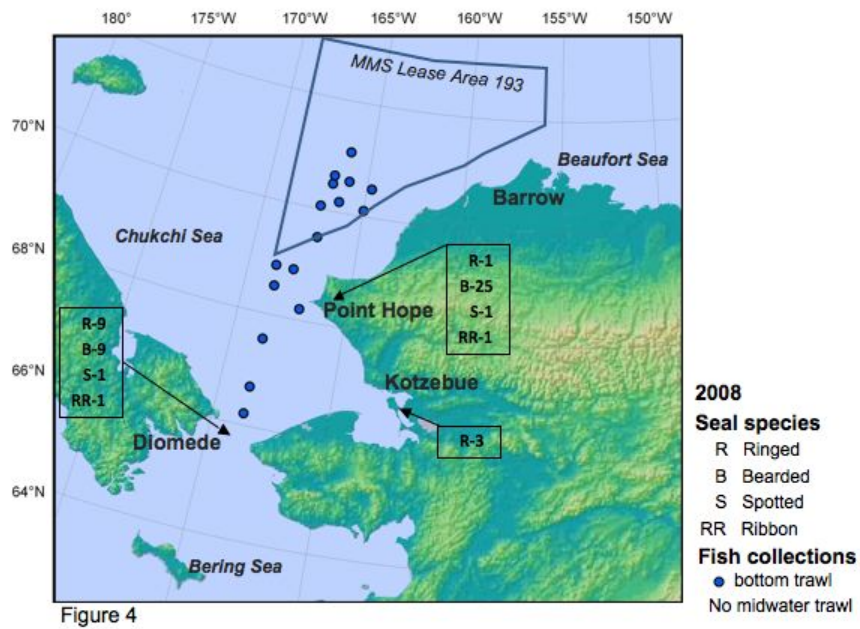 180° 175°W 170°W 165°W 160°W 155°W 150°W
MMS Lease Area 193
70°N
Beaufort Sea
Barrow
Chukchi Sea
68°N
R-1
B-25
S-1
RR-1
Point Hope
R-9
B-9
S-1
RR-1
66°N
Kotzebue
R-3
Diomede
64°N
Bering Sea
2008
Seal species
R Ringed
B Bearded
S Spotted
RR Ribbon
Fish collections
bottom trawl
No midwater trawl
Figure 4